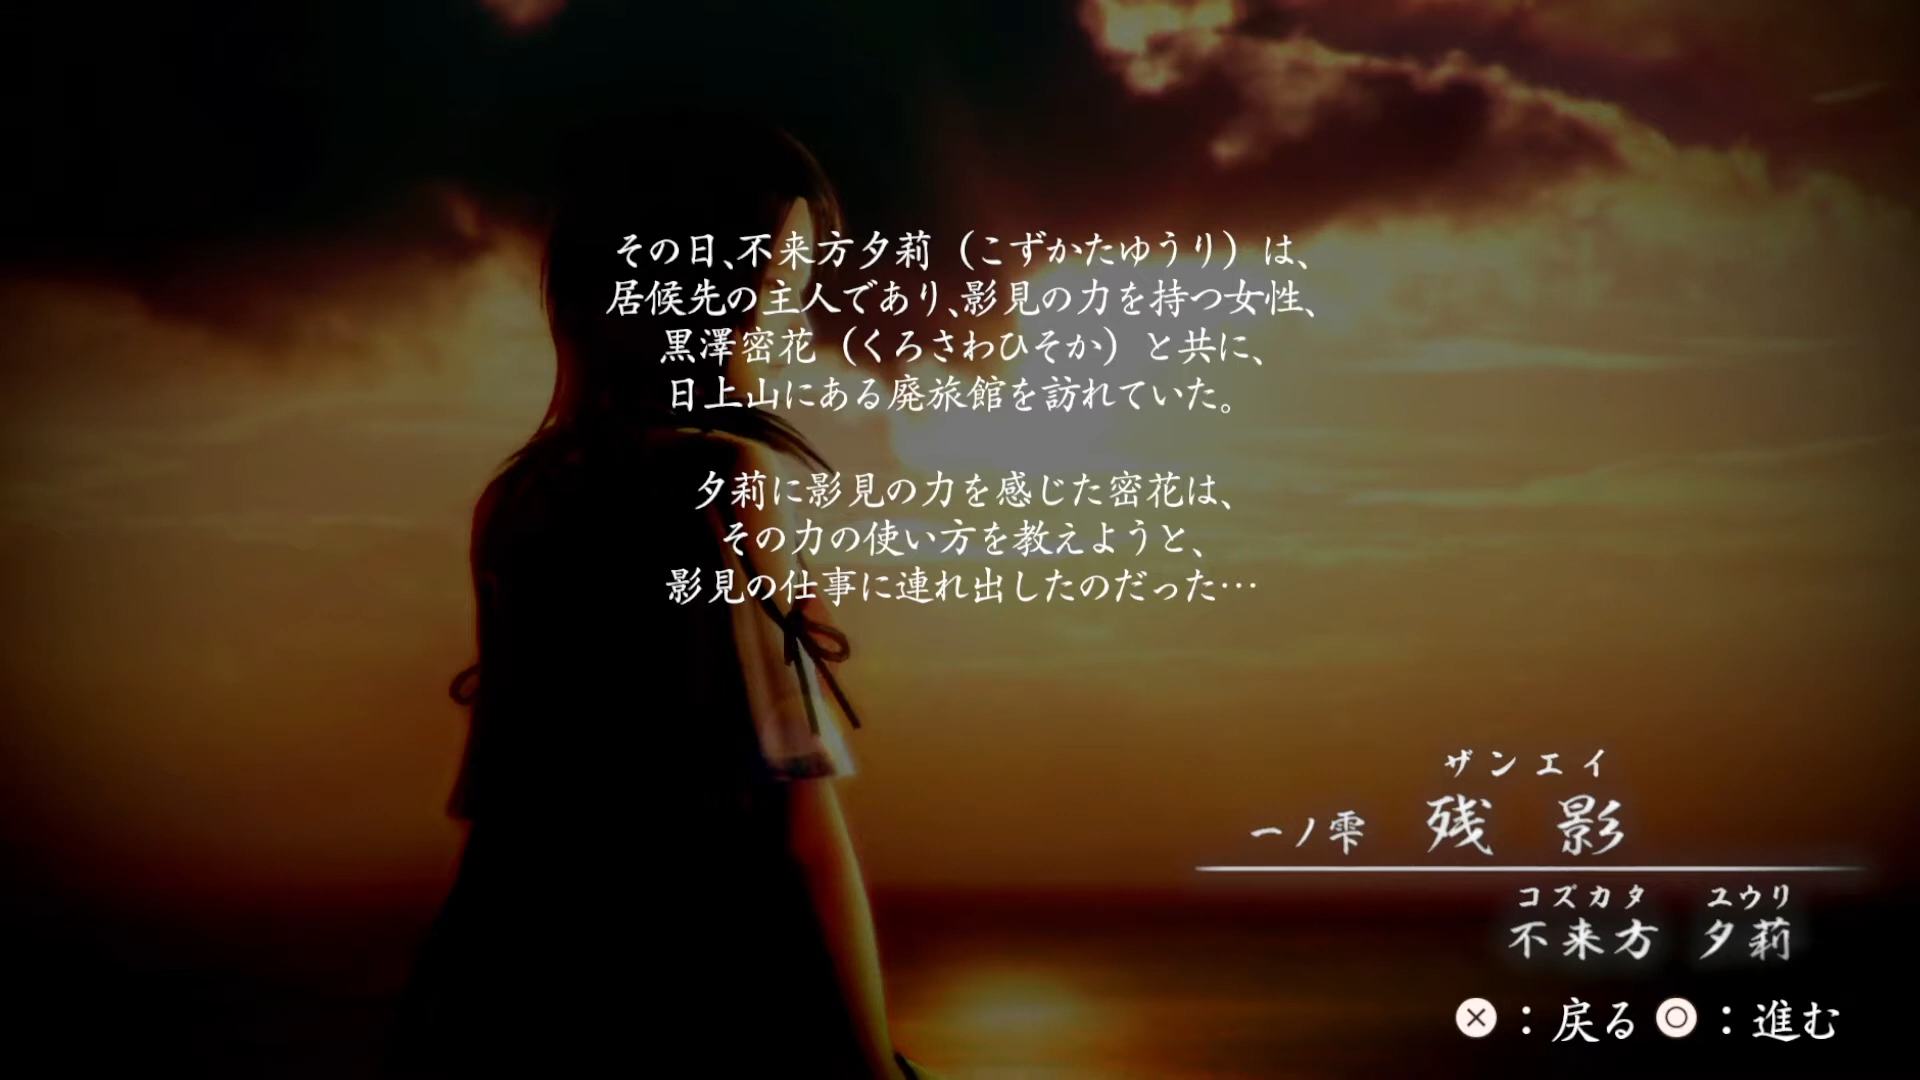 その日、不来方夕莉（こずかたゆうり）は、
居候先の主人であり、影見の力を持つ女性、
黒澤密花（くろさわひそか）と共に、
日上山にある廃旅館を訪れていた。
夕莉に影見の力を感じた密花は、
その力の使い方を教えようと、
影見の仕事に連れ出したのだった…
ザンエイ
一ノ雫 残影
コズカタ ユウリ
不来方 夕莉
×：戻る ○：進む